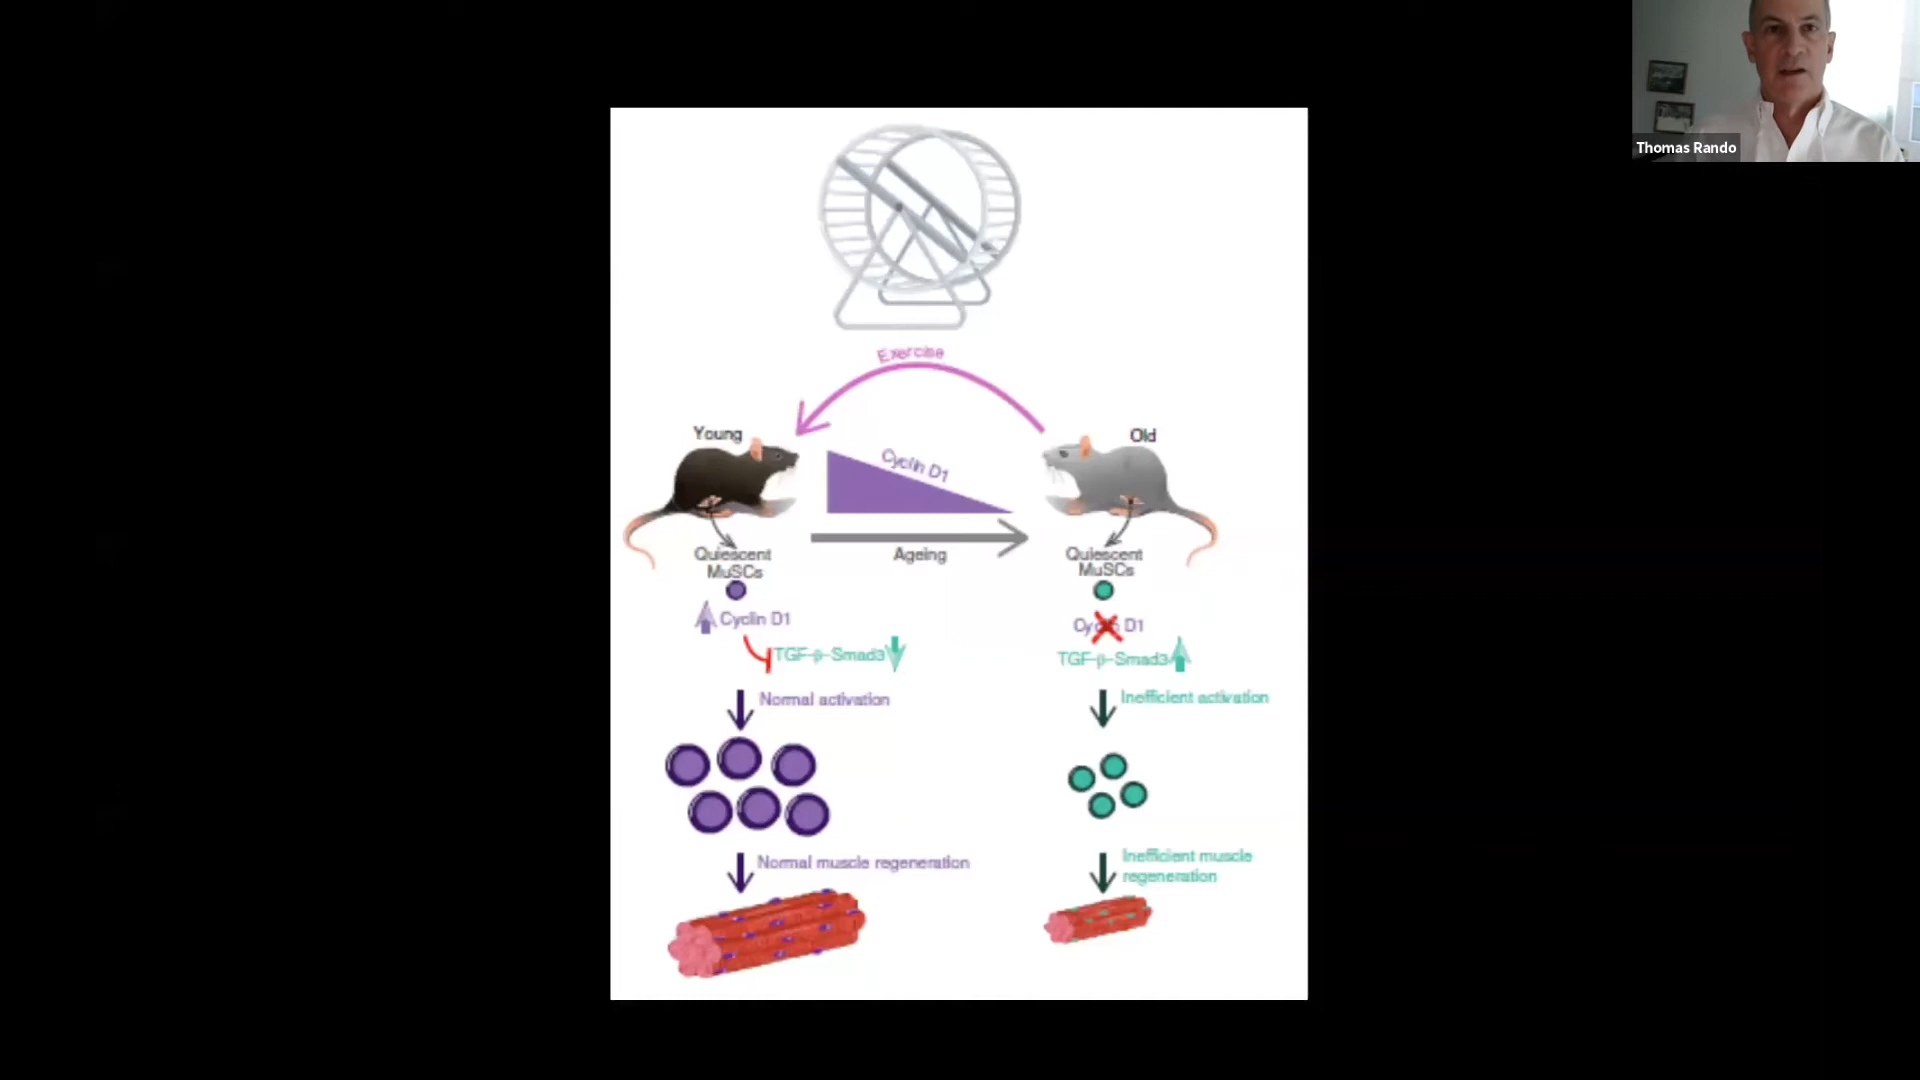 Thomas Rando
Exercise
Young
Old
Cyclin D1
Ageing
Quiescent
MuSCs
Quiescent
MuSCs
Cyclin D1
TGF-β-Smad3
Cyclin D1
TGF-β-Smad3
Normal activation
Inefficient activation
Normal muscle regeneration
Inefficient muscle
regeneration